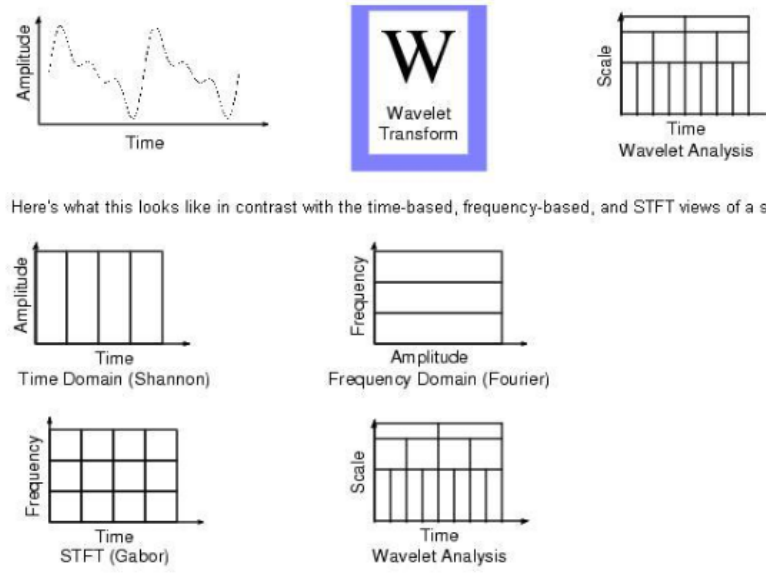 Amplitude
Time
W
Wavelet
Transform
Scale
Time
Wavelet Analysis
Here's what this looks like in contrast with the time-based, frequency-based, and STFT views of a s
Amplitude
Time
Time Domain (Shannon)
Frequency
Amplitude
Frequency Domain (Fourier)
Frequency
Time
STFT (Gabor)
Scale
Time
Wavelet Analysis